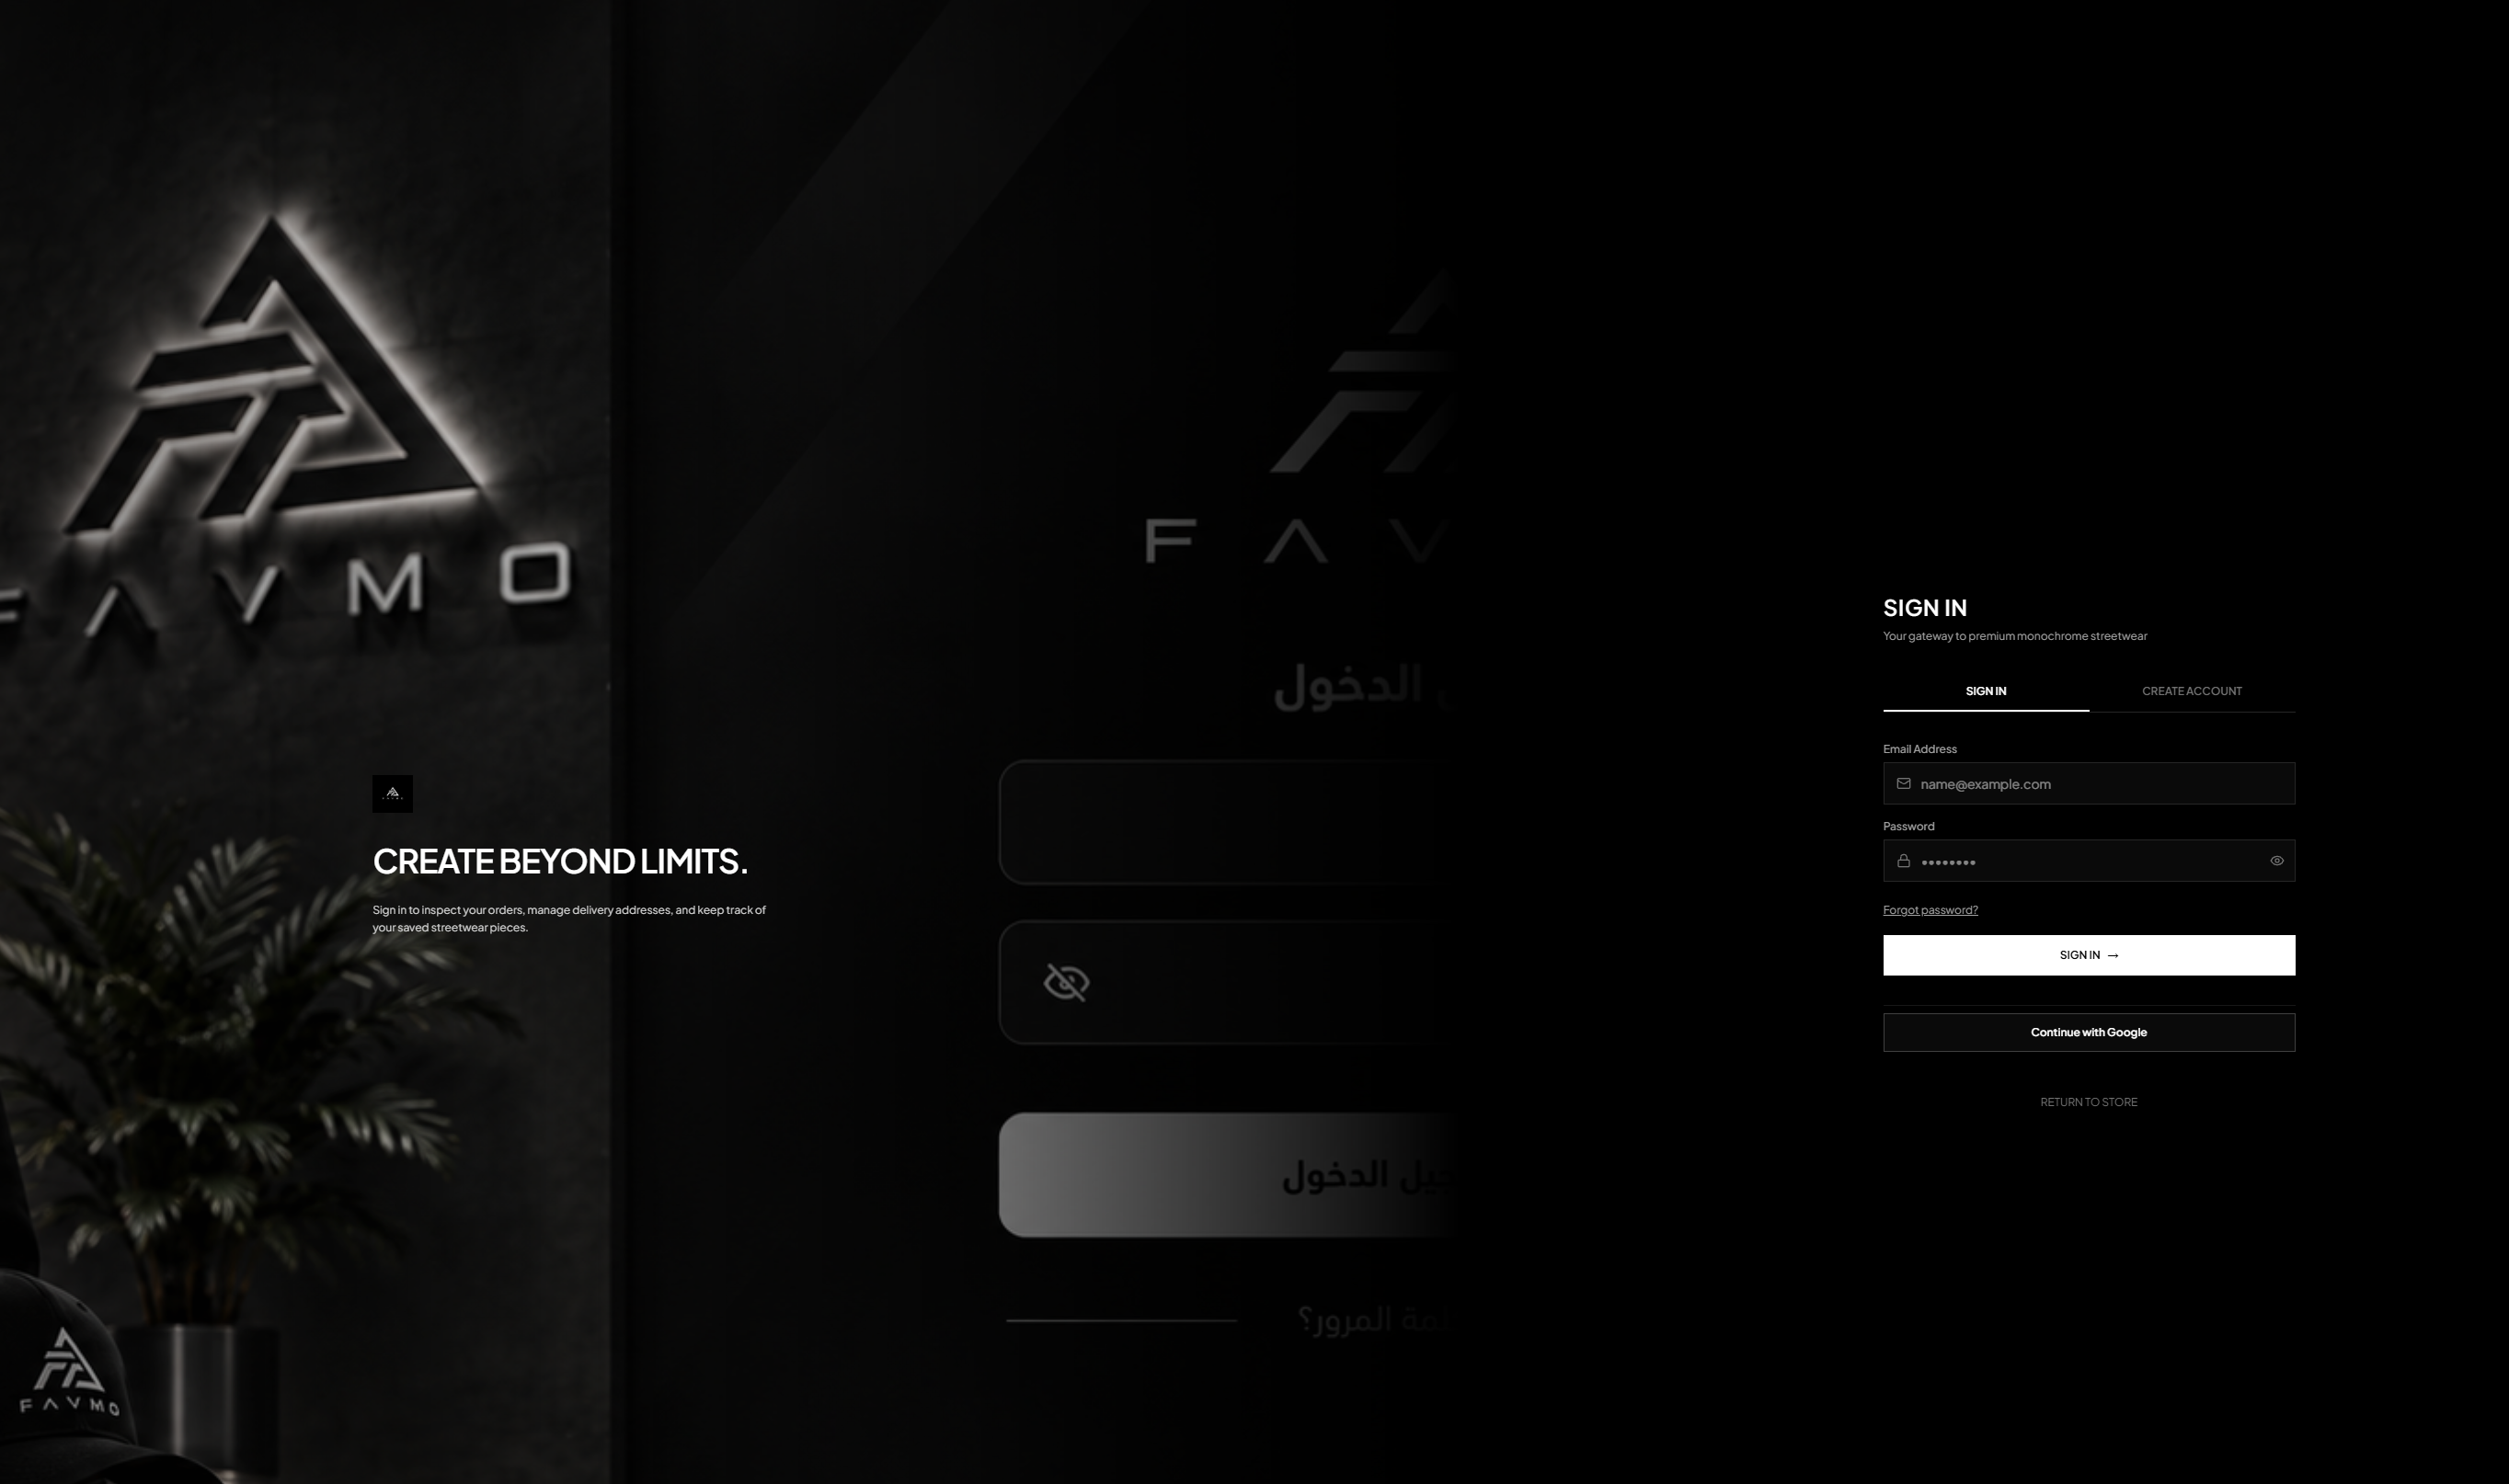 FAVMO
F A V
الدخول
CREATE BEYOND LIMITS.
Sign in to inspect your orders, manage delivery addresses, and keep track of
your saved streetwear pieces.
الدخول
المرور؟
FAVMO
SIGN IN
Your gateway to premium monochrome streetwear
SIGN IN
CREATE ACCOUNT
Email Address
name@example.com
Password
Forgot password?
SIGN IN →
Continue with Google
RETURN TO STORE